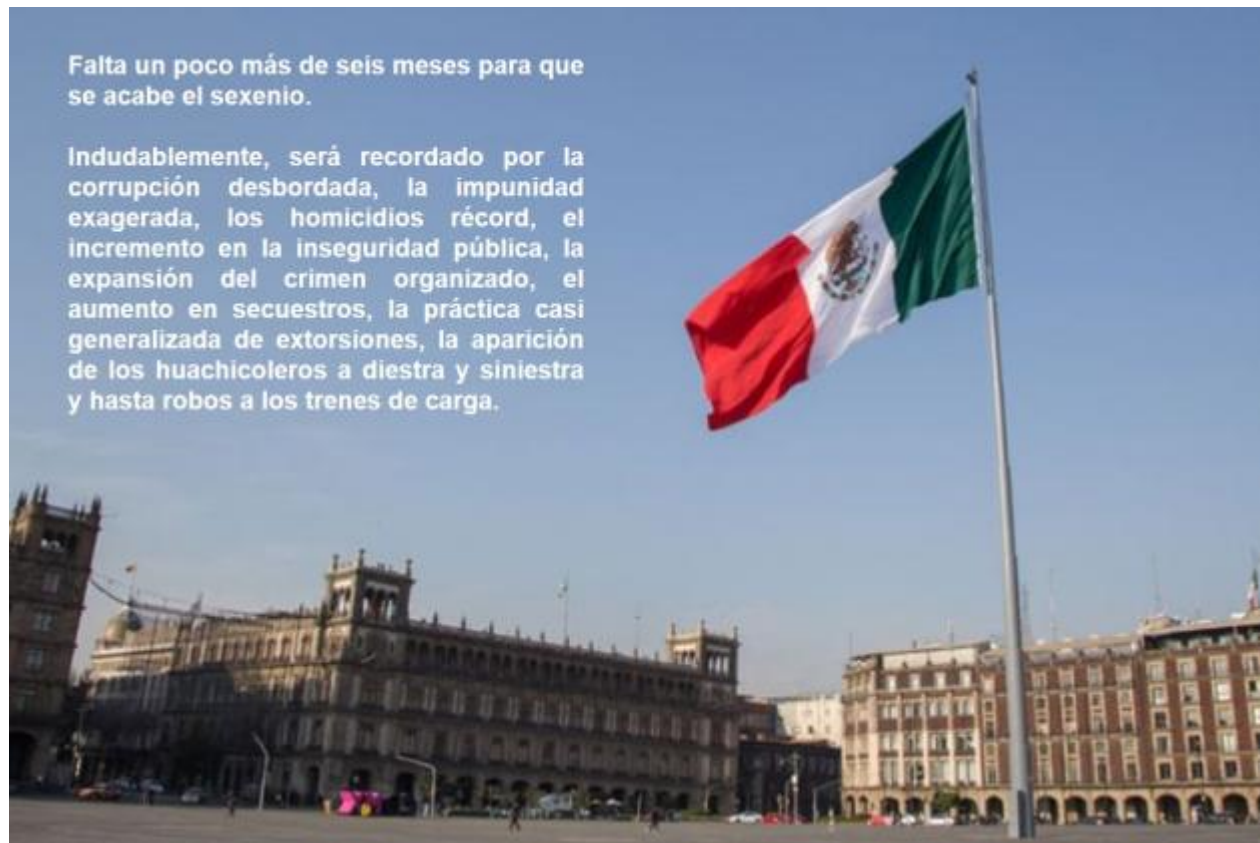 Falta un poco más de seis meses para que
se acabe el sexenio.
Indudablemente, será recordado por la
corrupción desbordada, la impunidad
exagerada, los homicidios récord, el
incremento en la inseguridad pública, la
expansión del crimen organizado, el
aumento en secuestros, la práctica casi
generalizada de extorsiones, la aparición
de los huachicoleros a diestra y siniestra
y hasta robos a los trenes de carga.